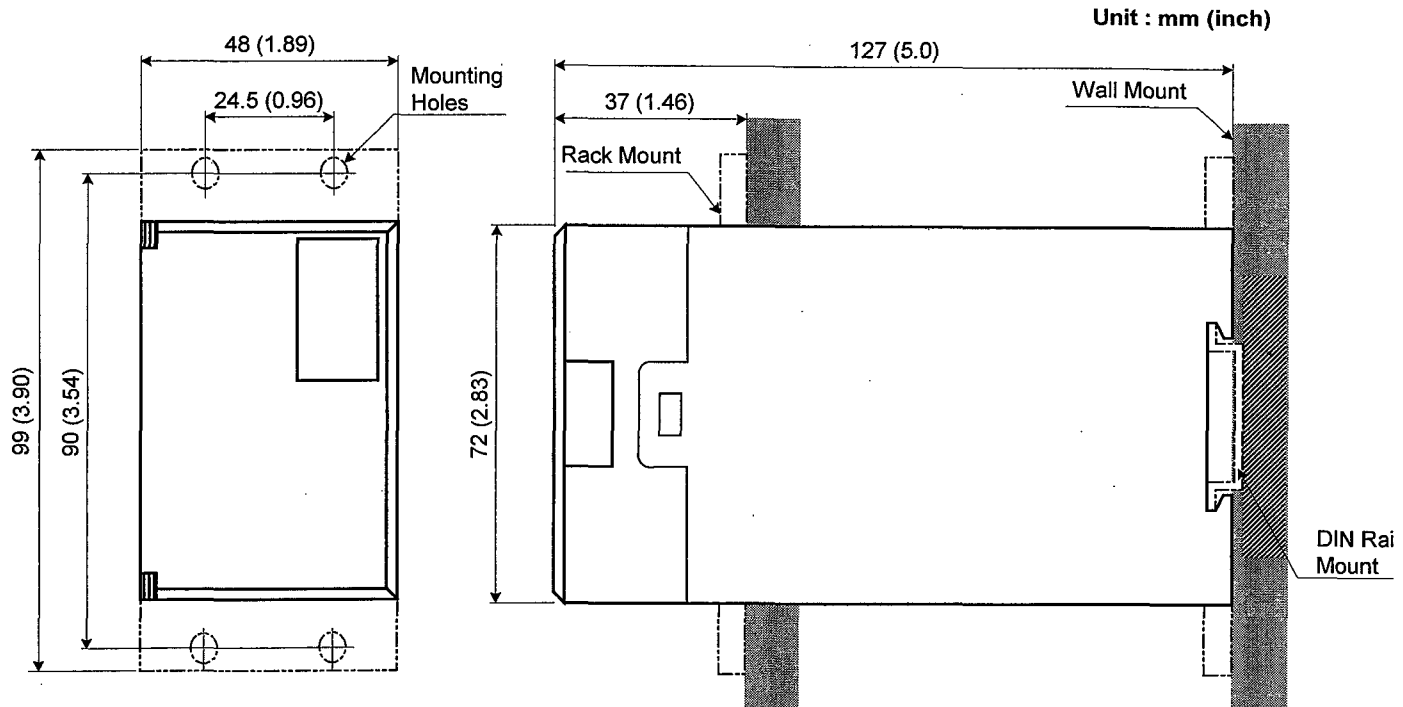 Unit : mm (inch)
48 (1.89)
127 (5.0)
Mounting
Holes
24.5 (0.96)
37 (1.46)
Wall Mount
Rack Mount
99 (3.90)
90 (3.54)
72 (2.83)
DIN Rai
Mount